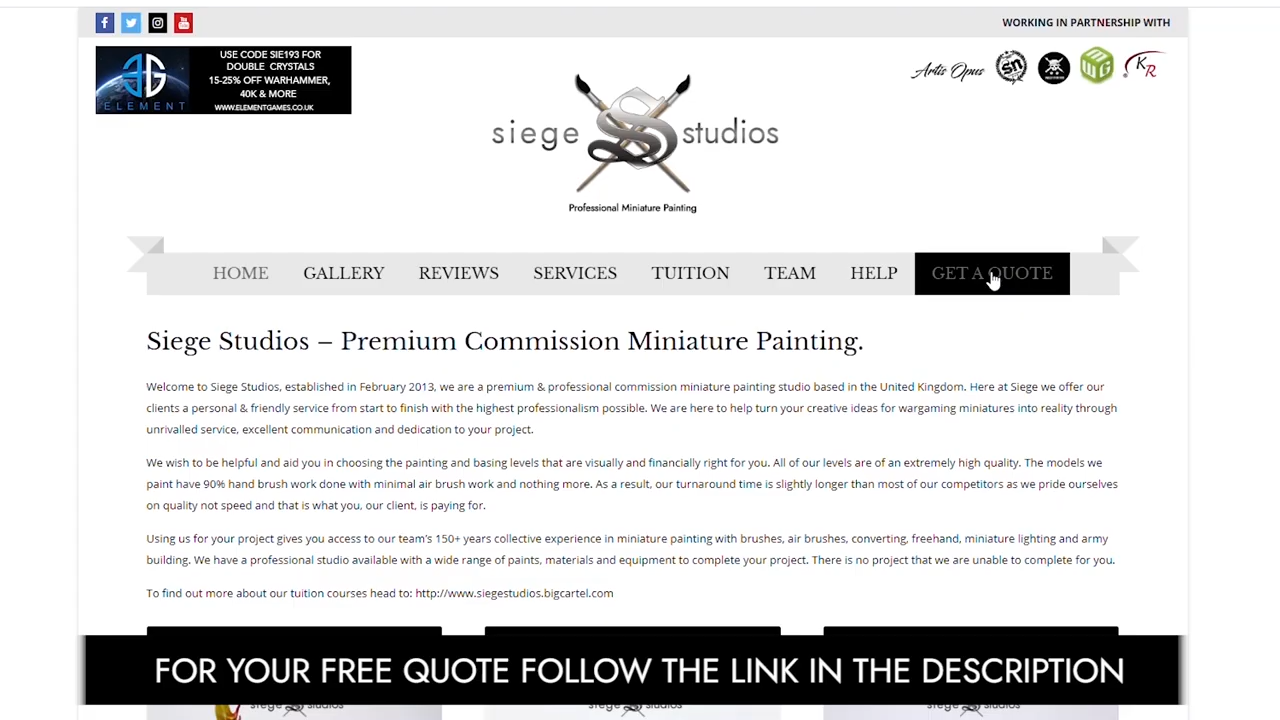 WORKING IN PARTNERSHIP WITH
USE CODE SIE193 FOR
DOUBLE CRYSTALS
15-25% OFF WARHAMMER,
40K & MORE
WWW.ELEMENTGAMES.CO.UK
ELEMENT
Artis Opus
sn
MWG
KR
siege S studios
Professional Miniature Painting
HOME GALLERY REVIEWS SERVICES TUITION TEAM HELP GET A QUOTE
Siege Studios – Premium Commission Miniature Painting.
Welcome to Siege Studios, established in February 2013, we are a premium & professional commission miniature painting studio based in the United Kingdom. Here at Siege we offer our
clients a personal & friendly service from start to finish with the highest professionalism possible. We are here to help turn your creative ideas for wargaming miniatures into reality through
unrivalled service, excellent communication and dedication to your project.
We wish to be helpful and aid you in choosing the painting and basing levels that are visually and financially right for you. All of our levels are of an extremely high quality. The models we
paint have 90% hand brush work done with minimal air brush work and nothing more. As a result, our turnaround time is slightly longer than most of our competitors as we pride ourselves
on quality not speed and that is what you, our client, is paying for.
Using us for your project gives you access to our team's 150+ years collective experience in miniature painting with brushes, air brushes, converting, freehand, miniature lighting and army
building. We have a professional studio available with a wide range of paints, materials and equipment to complete your project. There is no project that we are unable to complete for you.
To find out more about our tuition courses head to: http://www.siegestudios.bigcartel.com
FOR YOUR FREE QUOTE FOLLOW THE LINK IN THE DESCRIPTION